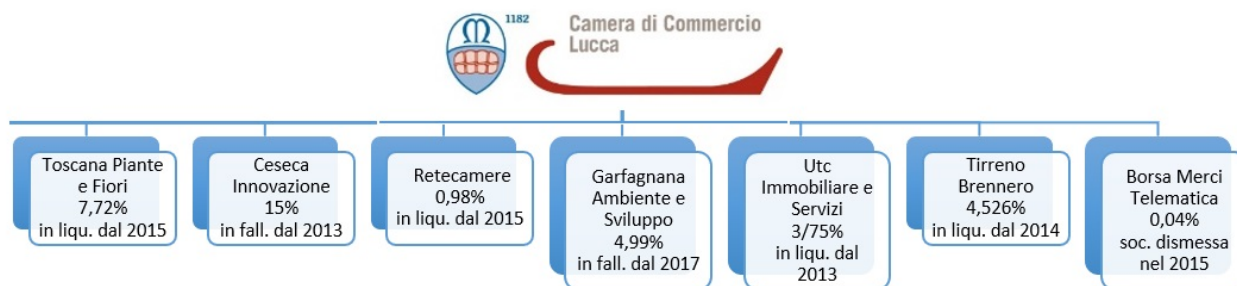 1182
Camera di Commercio
Lucca
Toscana Piante
e Fiori
7,72%
in liqu. dal 2015
Ceseca
Innovazione
15%
in fall. dal 2013
Retecamere
0,98%
in liqu. dal 2015
Garfagnana
Ambiente e
Sviluppo
4,99%
in fall. dal 2017
Utc
Immobiliare e
Servizi
3/75%
in liqu. dal
2013
Tirreno
Brennero
4,526%
in liqu. dal 2014
Borsa Merci
Telematica
0,04%
soc. dismessa
nel 2015